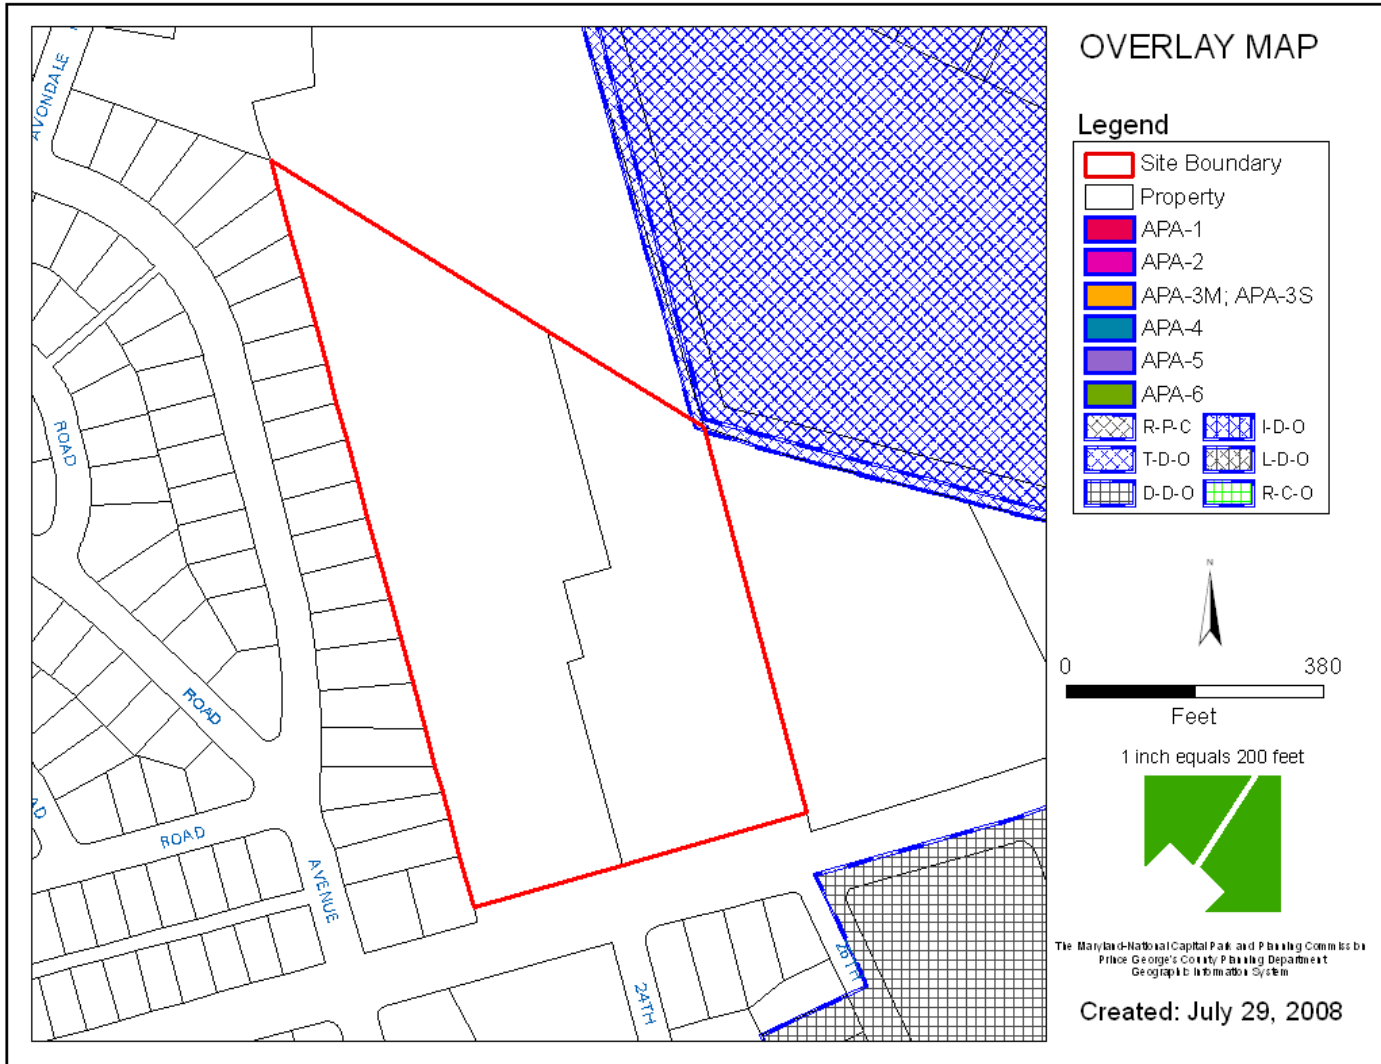 OVERLAY MAP
Legend
Site Boundary
Property
APA-1
APA-2
APA-3M; APA-3S
APA-4
APA-5
APA-6
R-P-C
I-D-O
T-D-O
L-D-O
D-D-O
R-C-O
N
0 380
Feet
1 inch equals 200 feet
The Maryland-National Capital Park and Planning Commission
Prince George's County Planning Department
Geographic Information System
Created: July 29, 2008
AVONDALE
ROAD
ROAD
ROAD
AVENUE
24TH
26TH